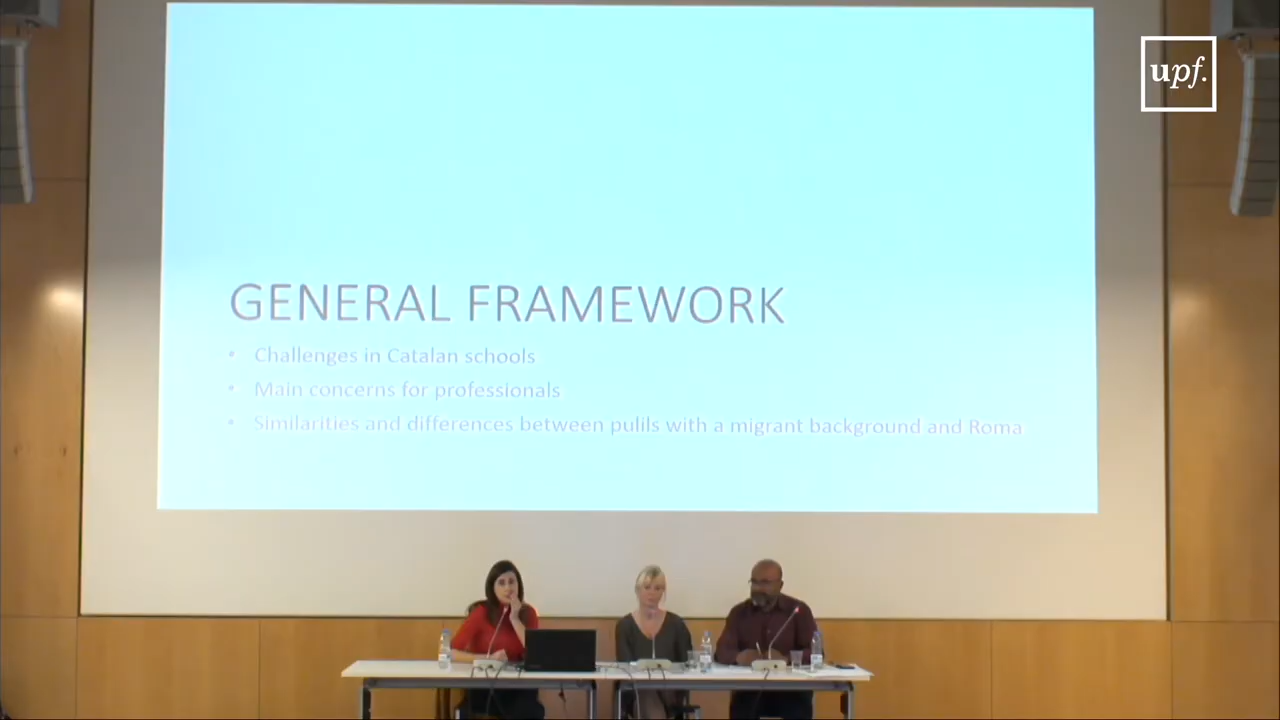 upf.
GENERAL FRAMEWORK
• Challenges in Catalan schools
• Main concerns for professionals
• Similarities and differences between pulils with a migrant background and Roma